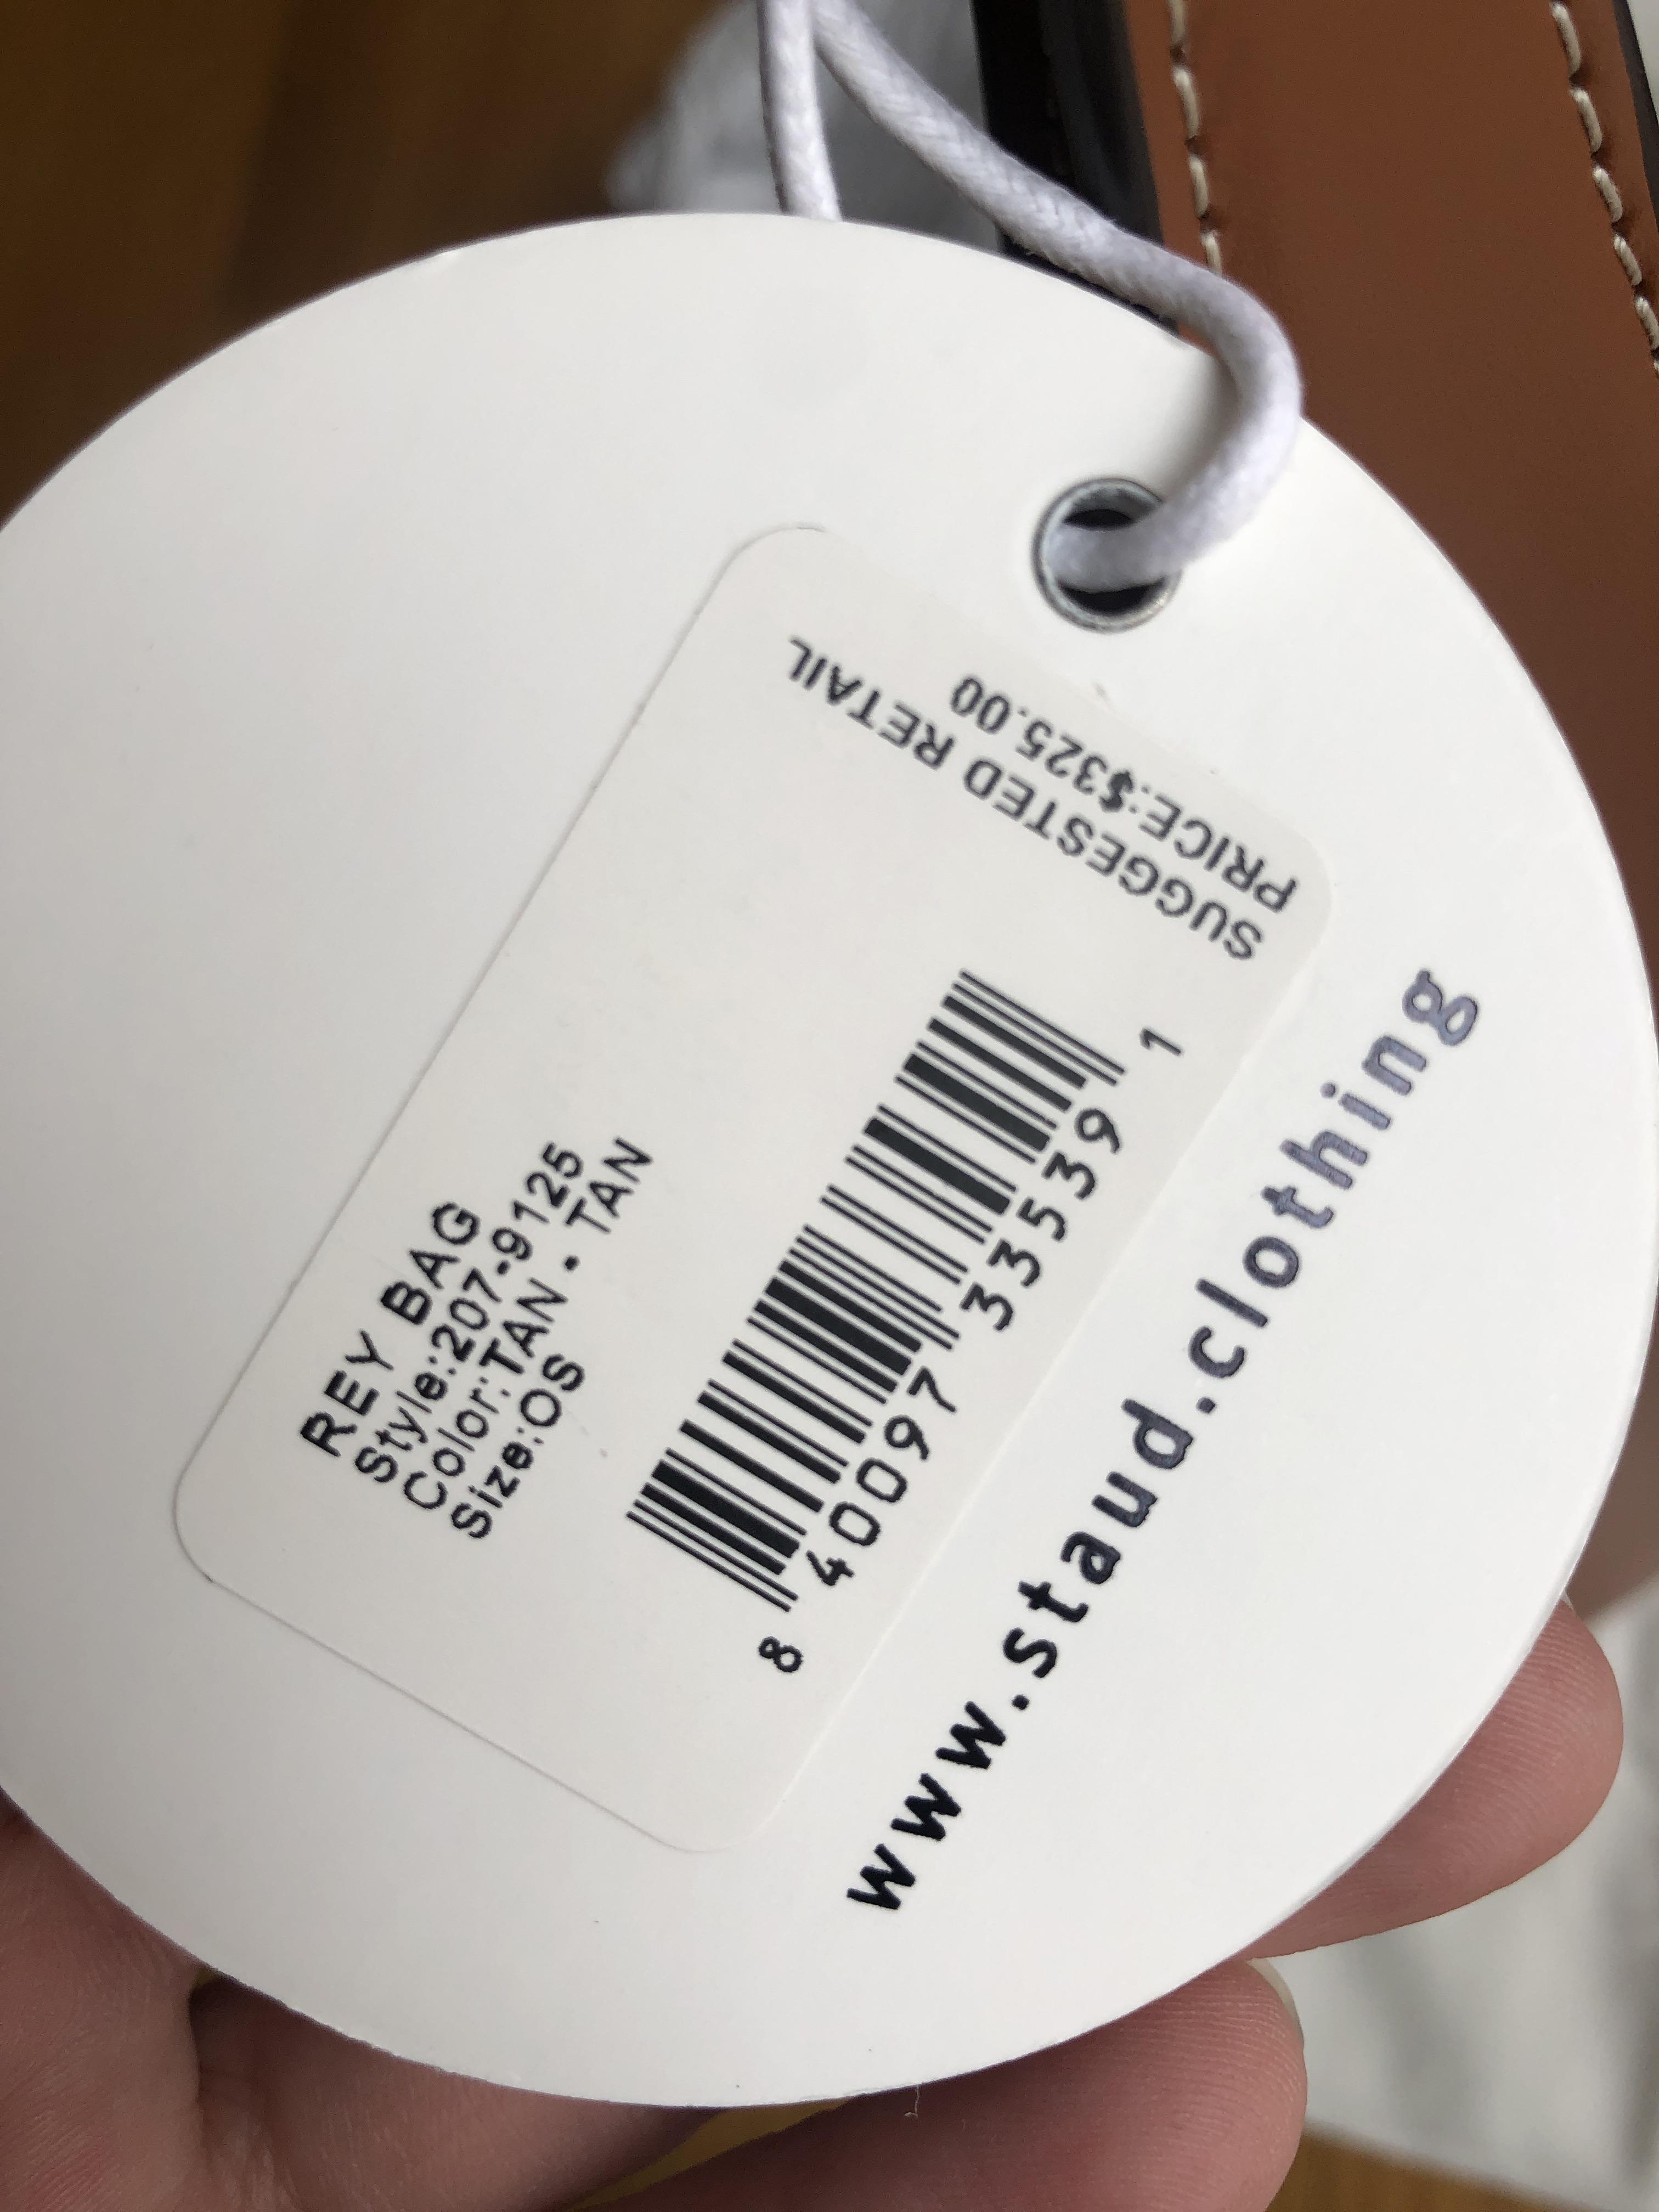 REY BAG
Style:207-9125
Color:TAN - TAN
Size:OS
8 40097 33539 1
SUGGESTED RETAIL
PRICE:$325.00
www.staud.clothing